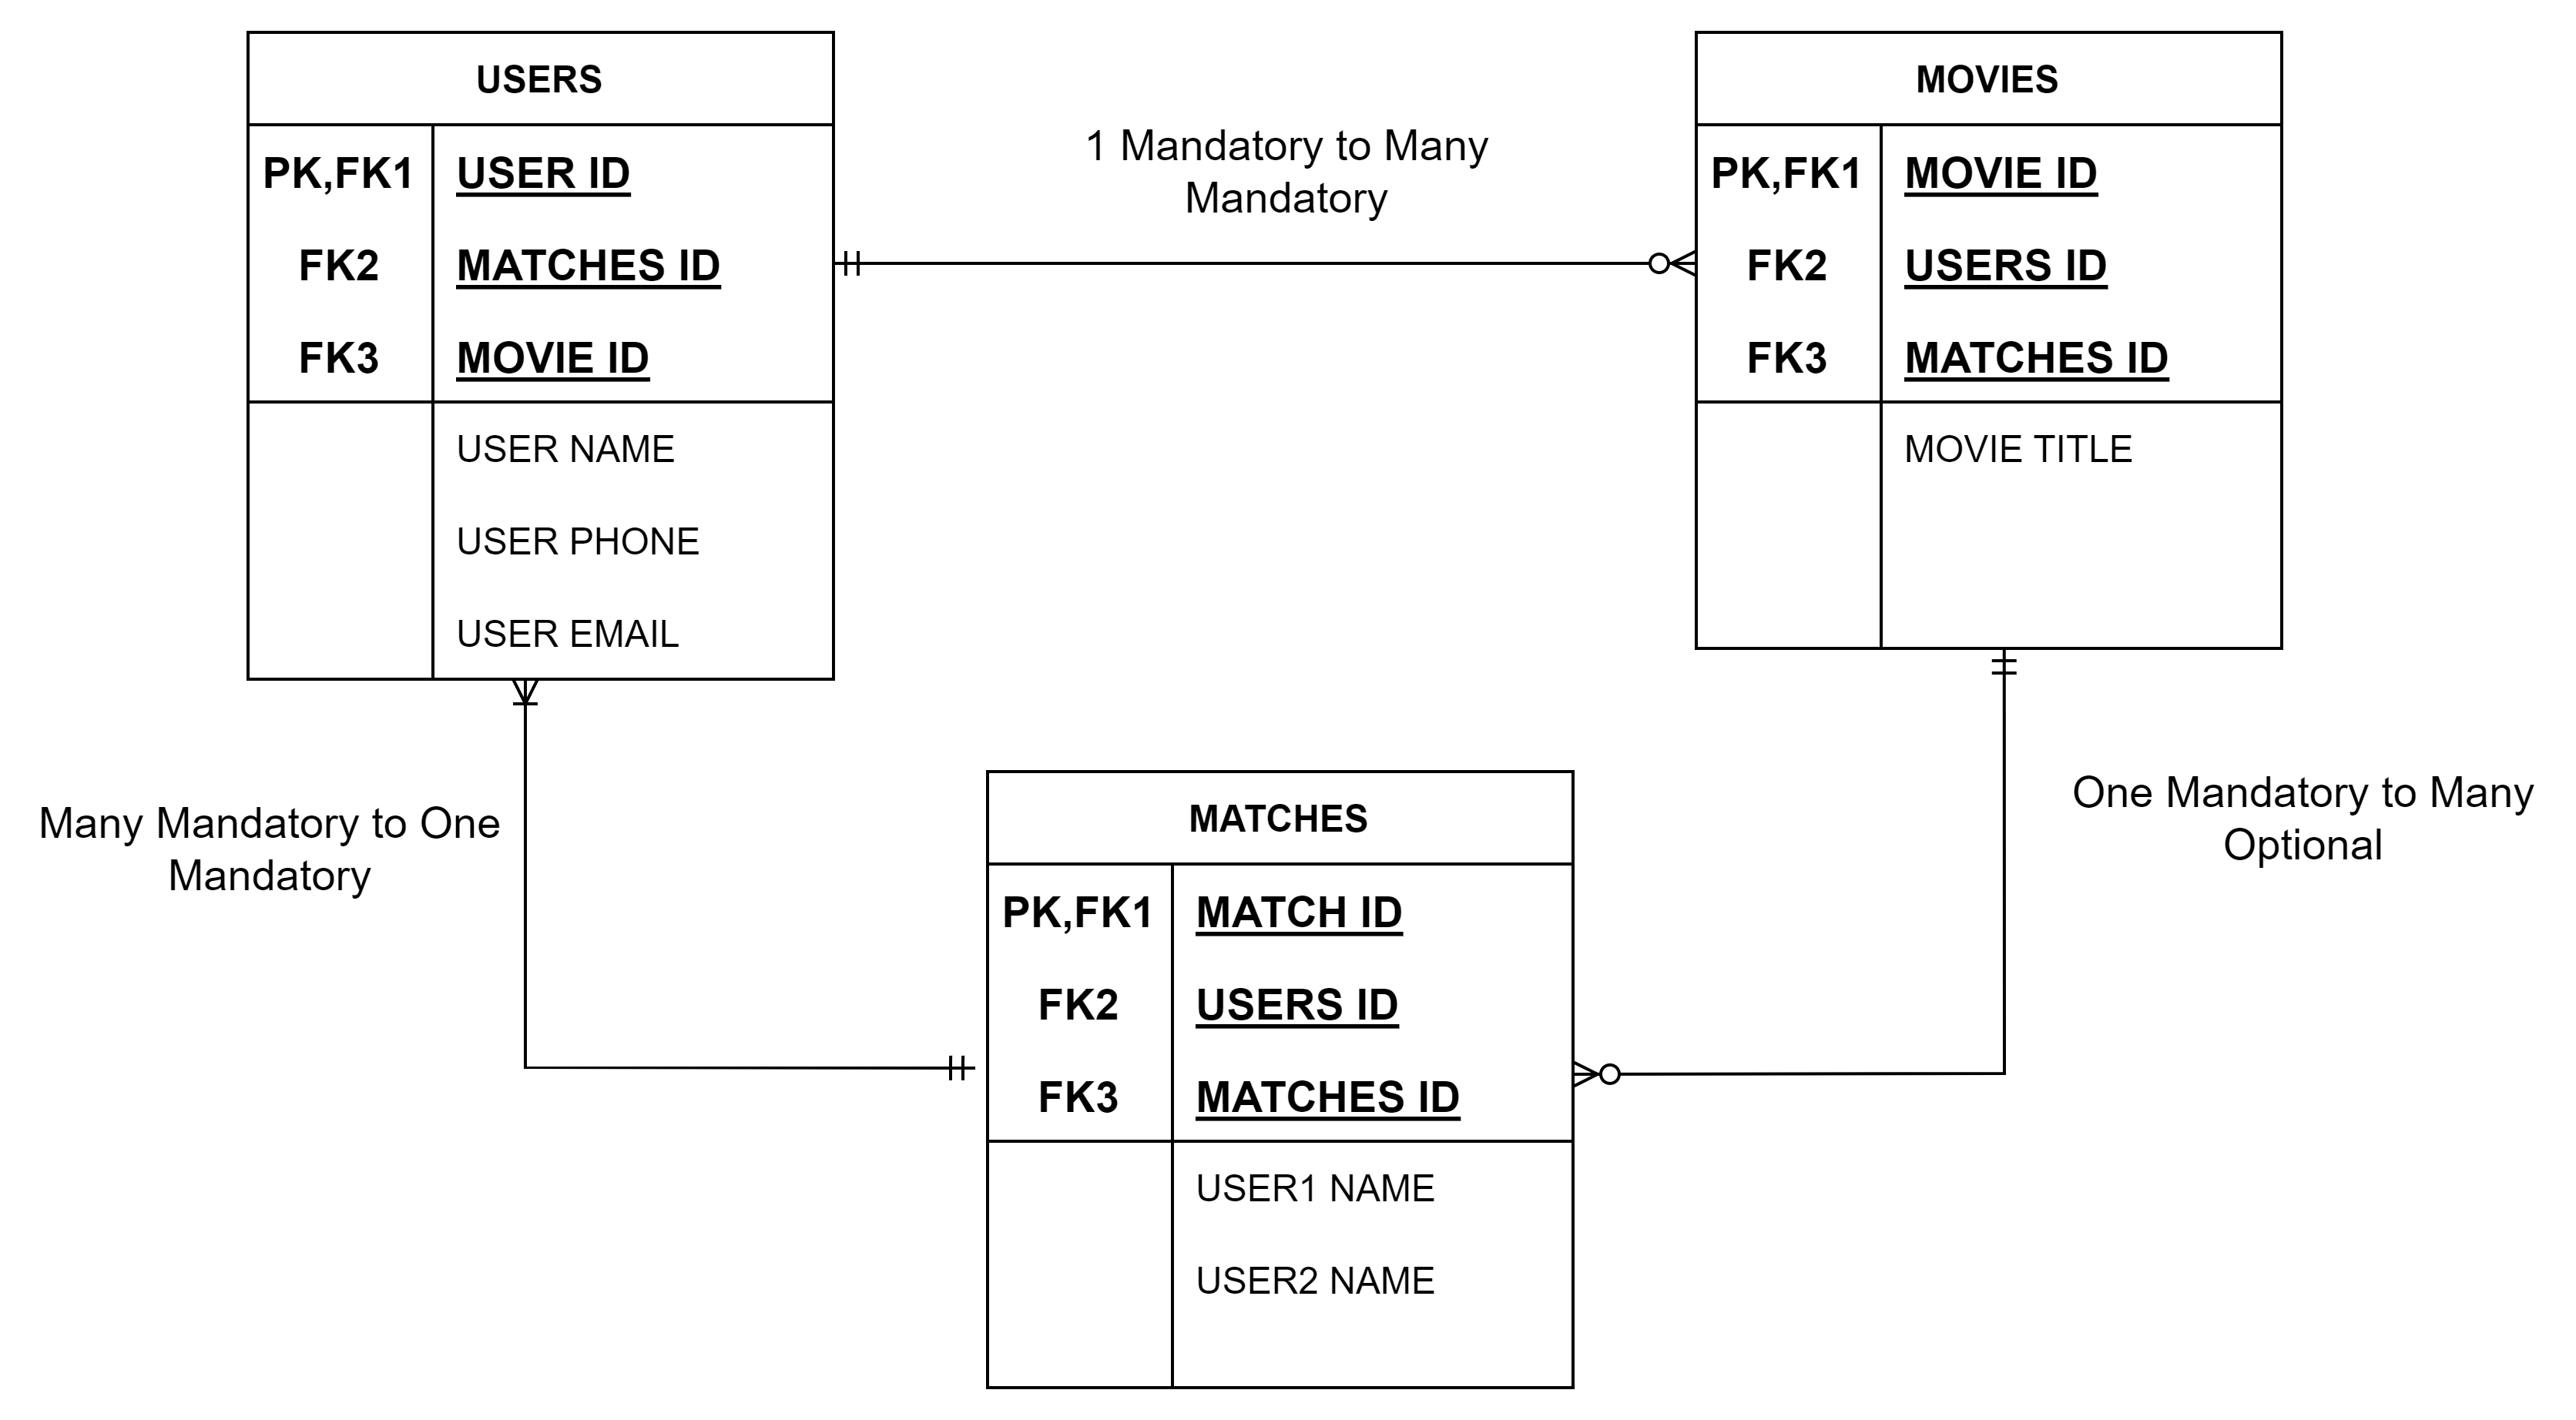 USERS
PK,FK1 USER ID
FK2 MATCHES ID
FK3 MOVIE ID
USER NAME
USER PHONE
USER EMAIL
1 Mandatory to Many
Mandatory
MOVIES
PK,FK1 MOVIE ID
FK2 USERS ID
FK3 MATCHES ID
MOVIE TITLE
Many Mandatory to One
Mandatory
MATCHES
PK,FK1 MATCH ID
FK2 USERS ID
FK3 MATCHES ID
USER1 NAME
USER2 NAME
One Mandatory to Many
Optional